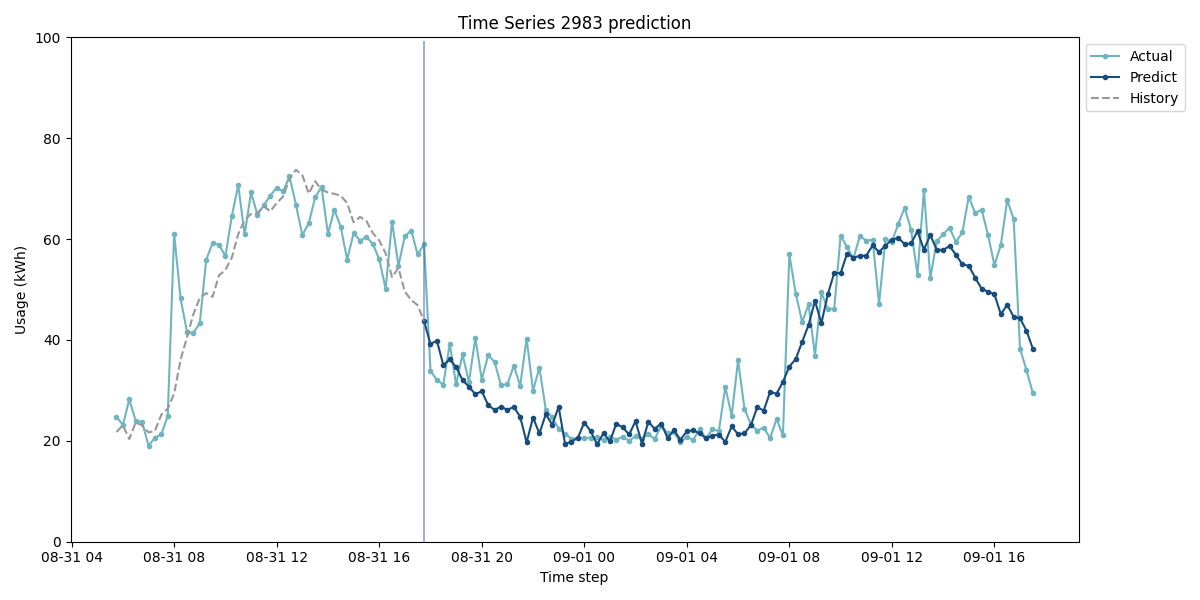 Time Series 2983 prediction
100
80
60
40
20
0
Usage (kWh)
08-31 04
08-31 08
08-31 12
08-31 16
08-31 20
09-01 00
09-01 04
09-01 08
09-01 12
09-01 16
Time step
Actual
Predict
History